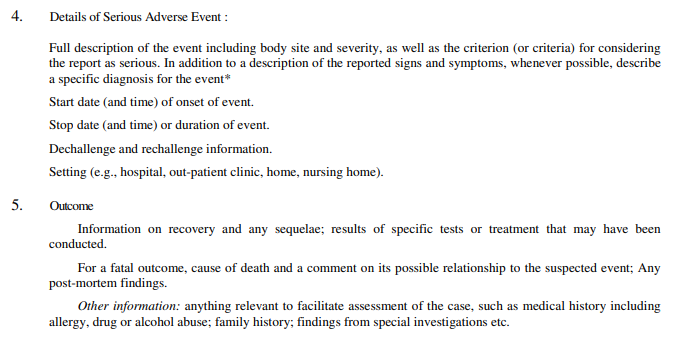 4. Details of Serious Adverse Event :
Full description of the event including body site and severity, as well as the criterion (or criteria) for considering
the report as serious. In addition to a description of the reported signs and symptoms, whenever possible, describe
a specific diagnosis for the event*
Start date (and time) of onset of event.
Stop date (and time) or duration of event.
Dechallenge and rechallenge information.
Setting (e.g., hospital, out-patient clinic, home, nursing home).
5. Outcome
Information on recovery and any sequelae; results of specific tests or treatment that may have been
conducted.
For a fatal outcome, cause of death and a comment on its possible relationship to the suspected event; Any
post-mortem findings.
Other information: anything relevant to facilitate assessment of the case, such as medical history including
allergy, drug or alcohol abuse; family history; findings from special investigations etc.